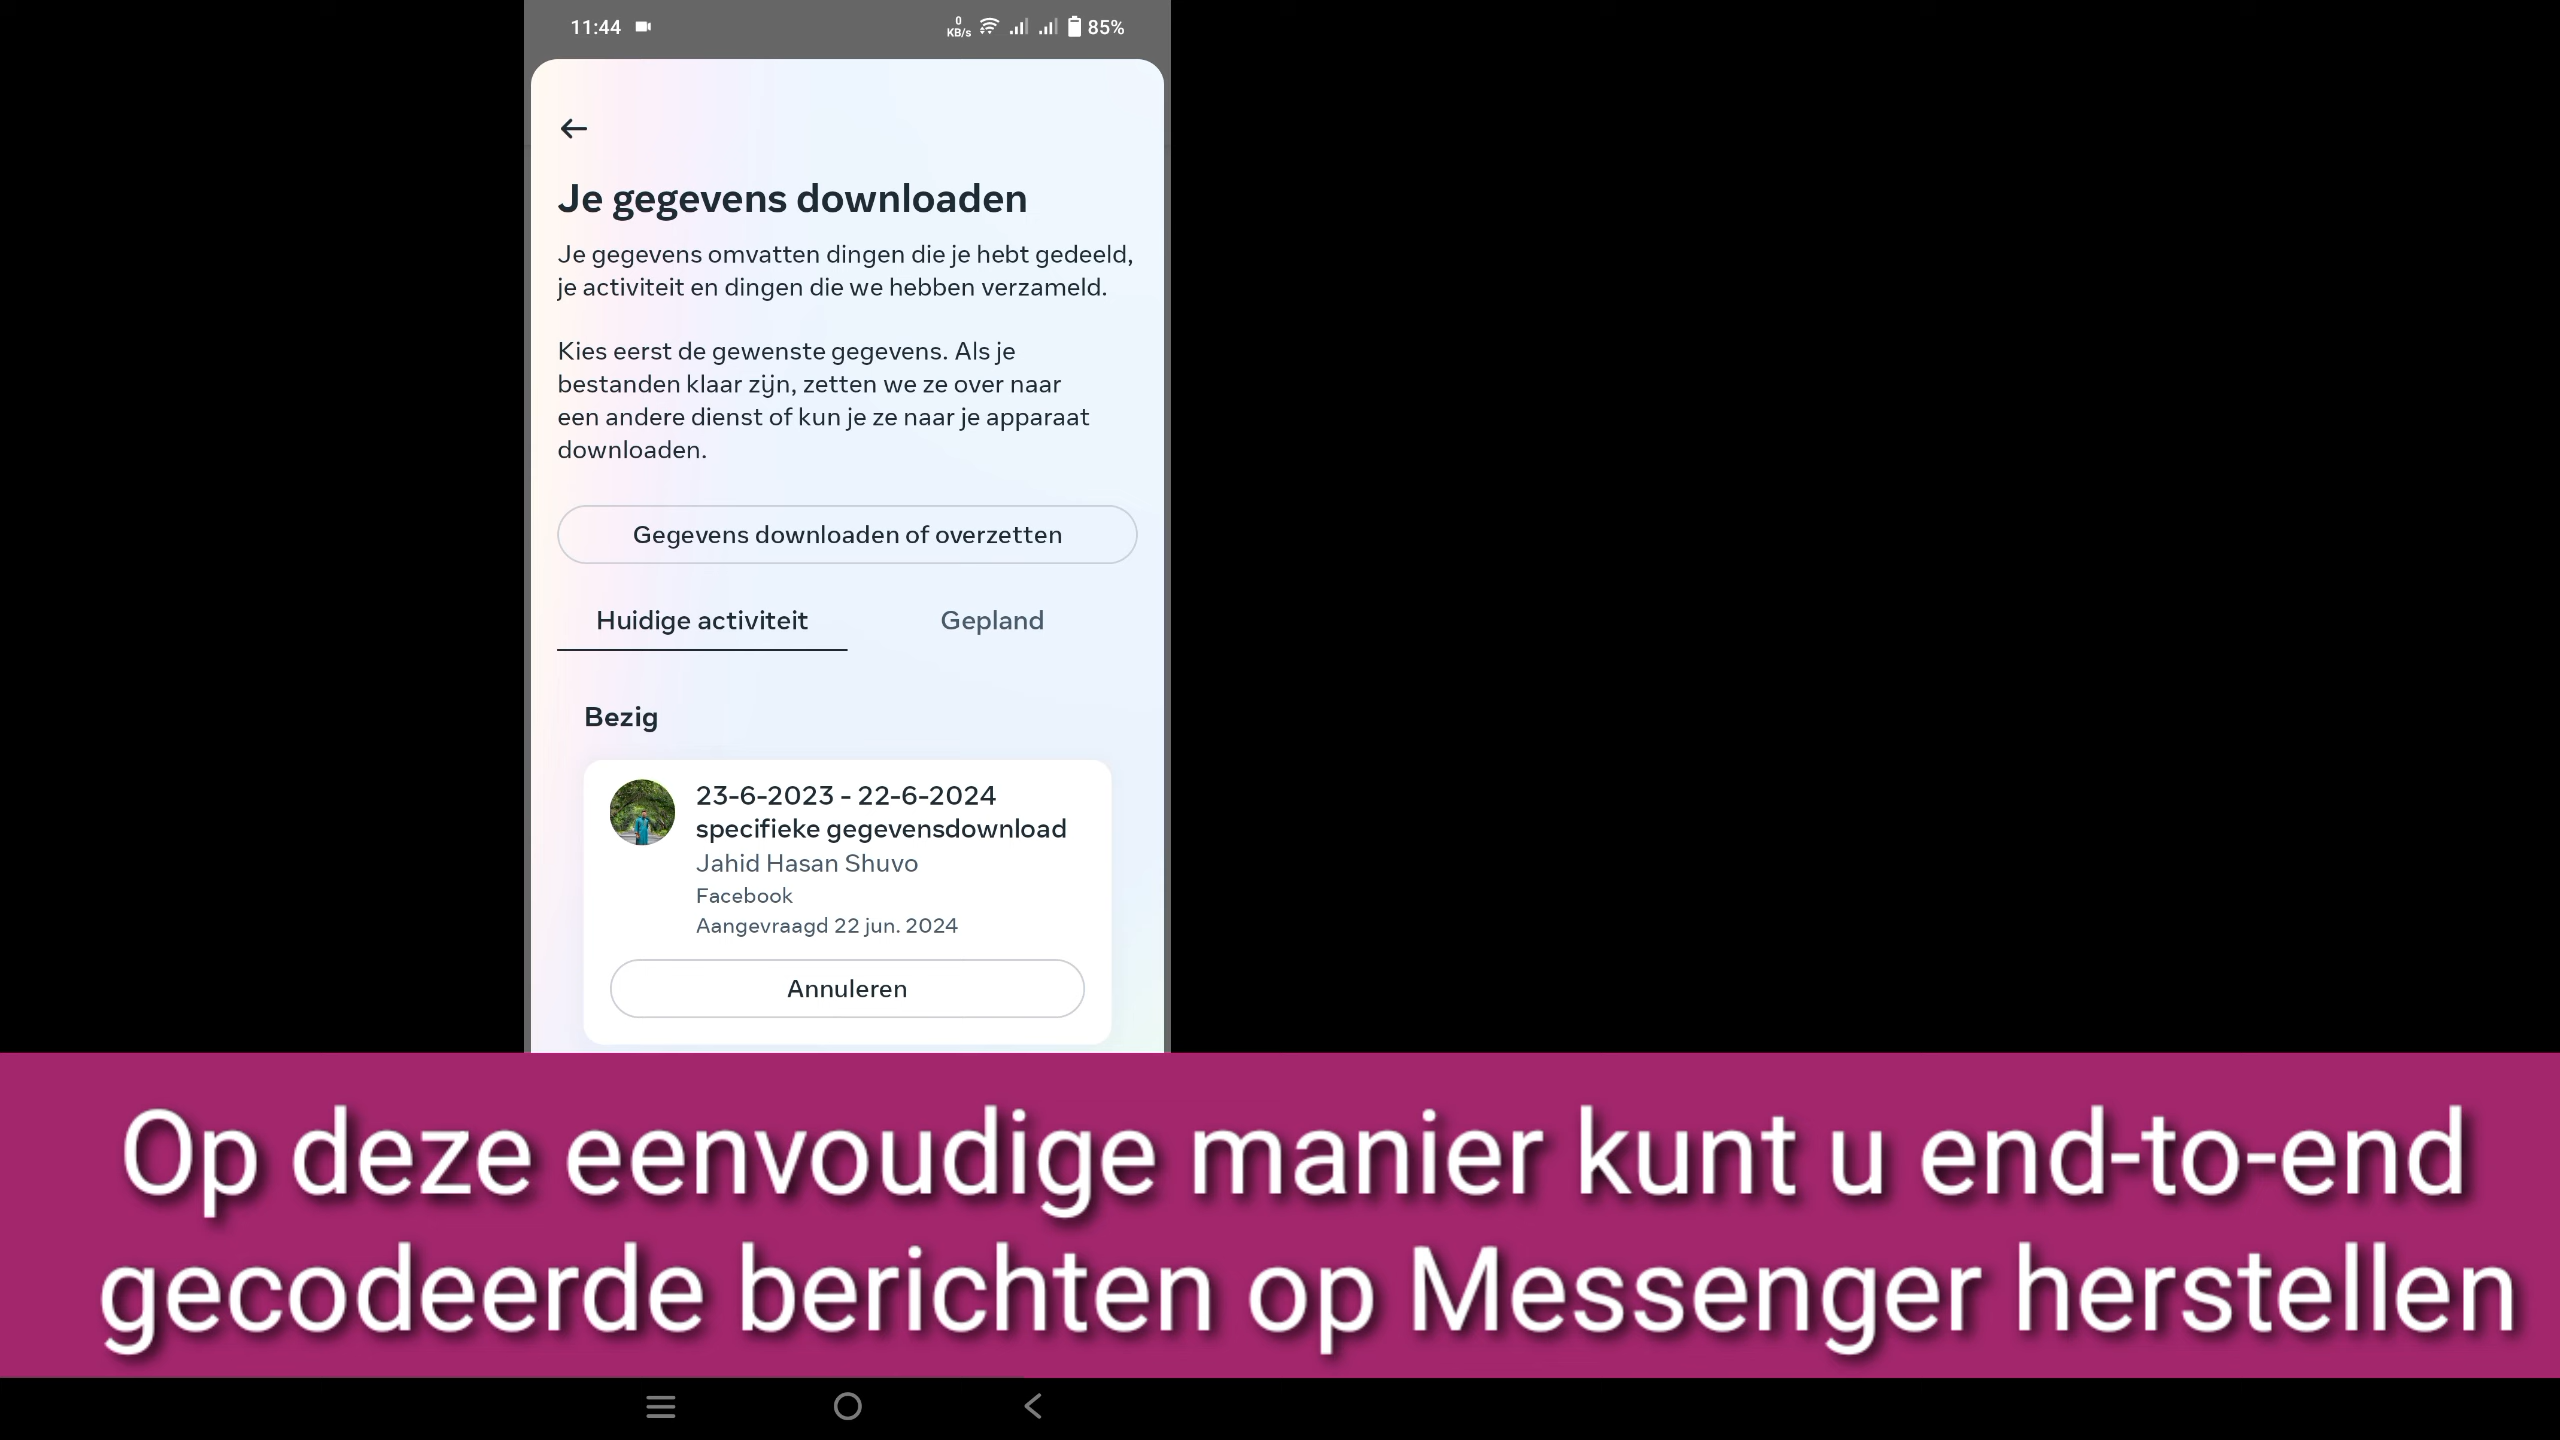 11:44
0
KB/s
85%
Je gegevens downloaden
Je gegevens omvatten dingen die je hebt gedeeld,
je activiteit en dingen die we hebben verzameld.
Kies eerst de gewenste gegevens. Als je
bestanden klaar zijn, zetten we ze over naar
een andere dienst of kun je ze naar je apparaat
downloaden.
Gegevens downloaden of overzetten
Huidige activiteit
Gepland
Bezig
23-6-2023 - 22-6-2024
specifieke gegevensdownload
Jahid Hasan Shuvo
Facebook
Aangevraagd 22 jun. 2024
Annuleren
Op deze eenvoudige manier kunt u end-to-end
gecodeerde berichten op Messenger herstellen